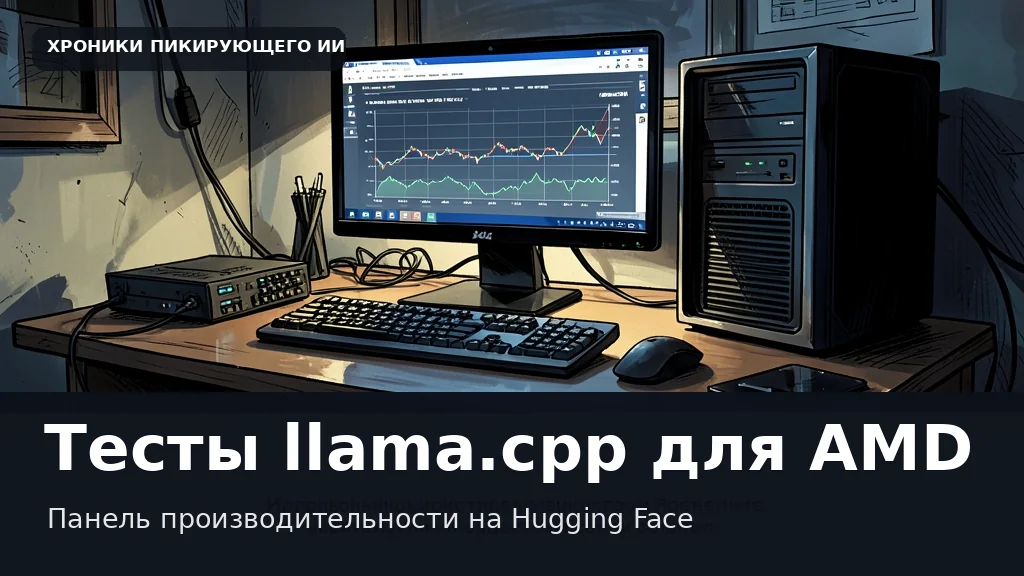 ХРОНИКИ ПИКИРУЮЩЕГО ИИ
Тесты llama.cpp для AMD
Панель производительности на Hugging Face